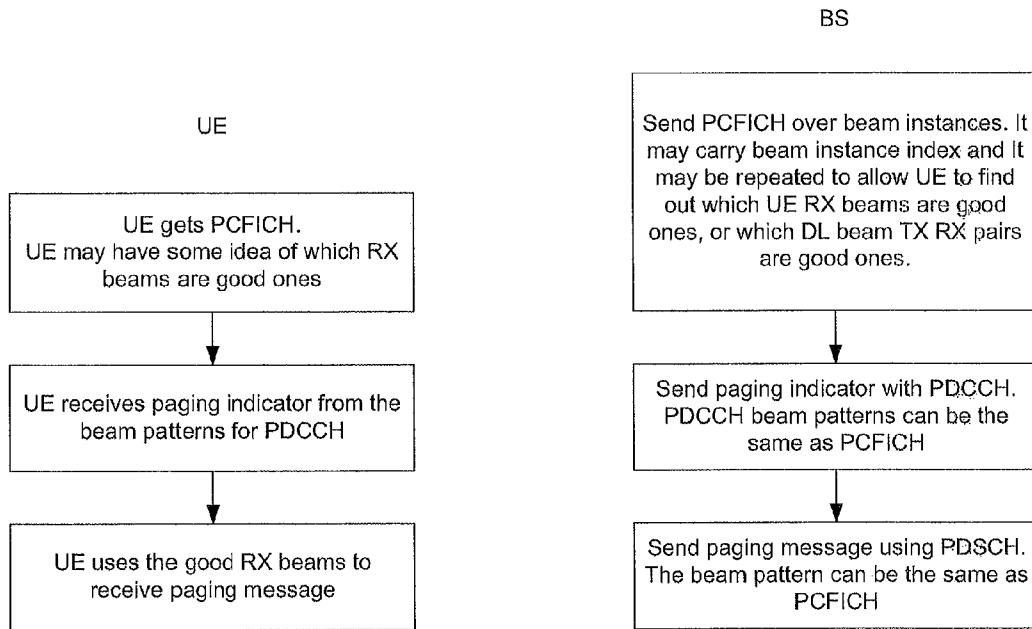 UE
UE gets PCFICH.
UE may have some idea of which RX
beams are good ones
UE receives paging indicator from the
beam patterns for PDCCH
UE uses the good RX beams to
receive paging message
BS
Send PCFICH over beam instances. It
may carry beam instance index and It
may be repeated to allow UE to find
out which UE RX beams are good
ones, or which DL beam TX RX pairs
are good ones.
Send paging indicator with PDCCH.
PDCCH beam patterns can be the
same as PCFICH
Send paging message using PDSCH.
The beam pattern can be the same as
PCFICH